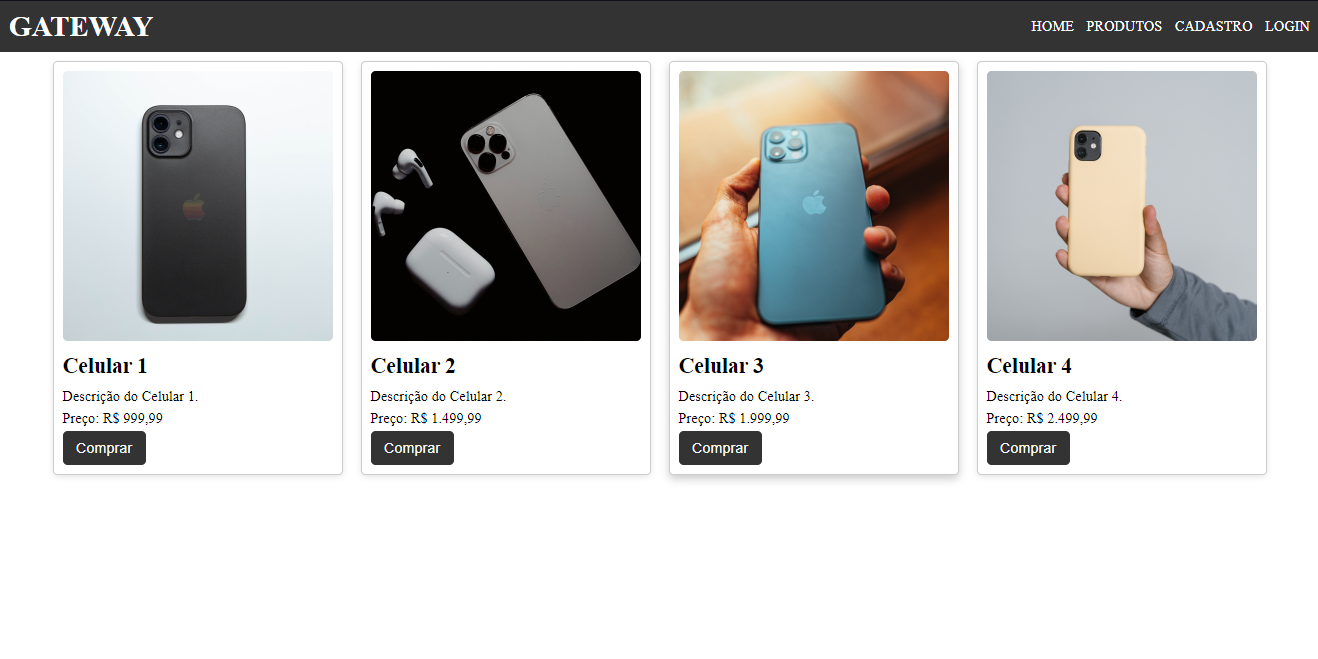 GATEWAY
HOME PRODUTOS CADASTRO LOGIN
Celular 1
Descrição do Celular 1.
Preço: R$ 999,99
Comprar
Celular 2
Descrição do Celular 2.
Preço: R$ 1.499,99
Comprar
Celular 3
Descrição do Celular 3.
Preço: R$ 1.999,99
Comprar
Celular 4
Descrição do Celular 4.
Preço: R$ 2.499,99
Comprar